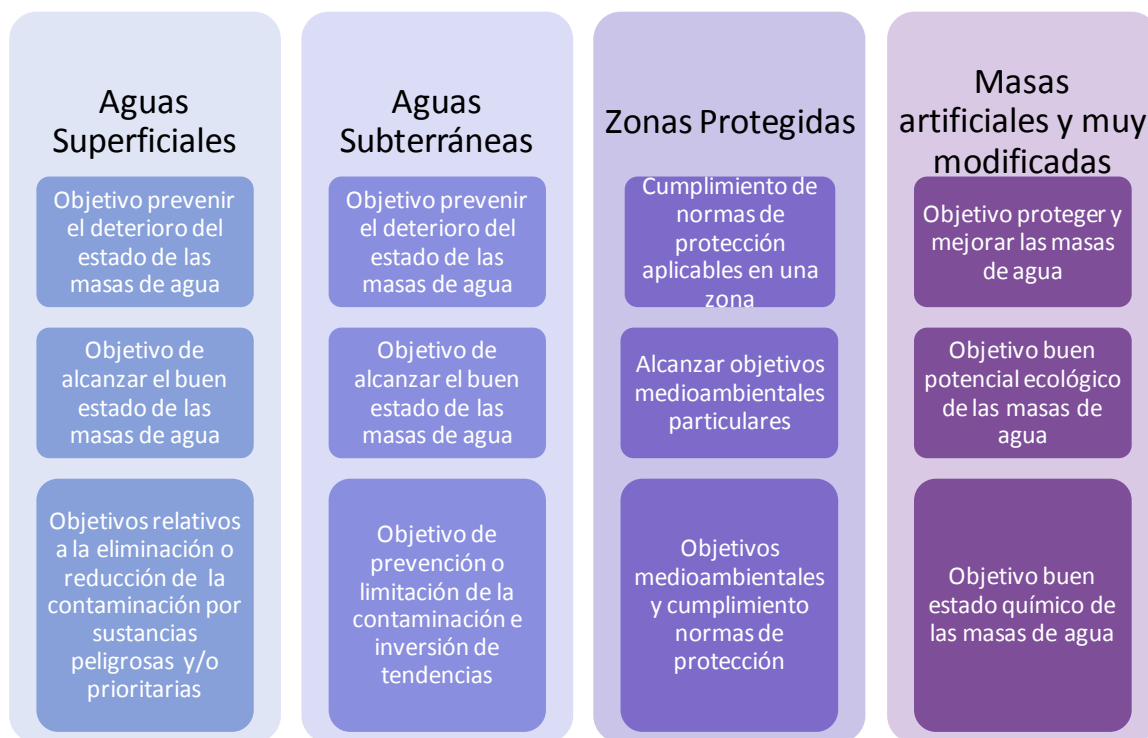 Aguas
Superficiales
Objetivo prevenir
el deterioro del
estado de las
masas de agua
Objetivo de
alcanzar el buen
estado de las
masas de agua
Objetivos relativos
a la eliminación o
reducción de la
contaminación por
sustancias
peligrosas y/o
prioritarias
Aguas
Subterráneas
Objetivo prevenir
el deterioro del
estado de las
masas de agua
Objetivo de
alcanzar el buen
estado de las
masas de agua
Objetivo de
prevención o
limitación de la
contaminación e
inversión de
tendencias
Zonas Protegidas
Cumplimiento de
normas de
protección
aplicables en una
zona
Alcanzar objetivos
medioambientales
particulares
Objetivos
medioambientales
y cumplimiento
normas de
protección
Masas
artificiales y muy
modificadas
Objetivo proteger y
mejorar las masas
de agua
Objetivo buen
potencial ecológico
de las masas de
agua
Objetivo buen
estado químico de
las masas de agua